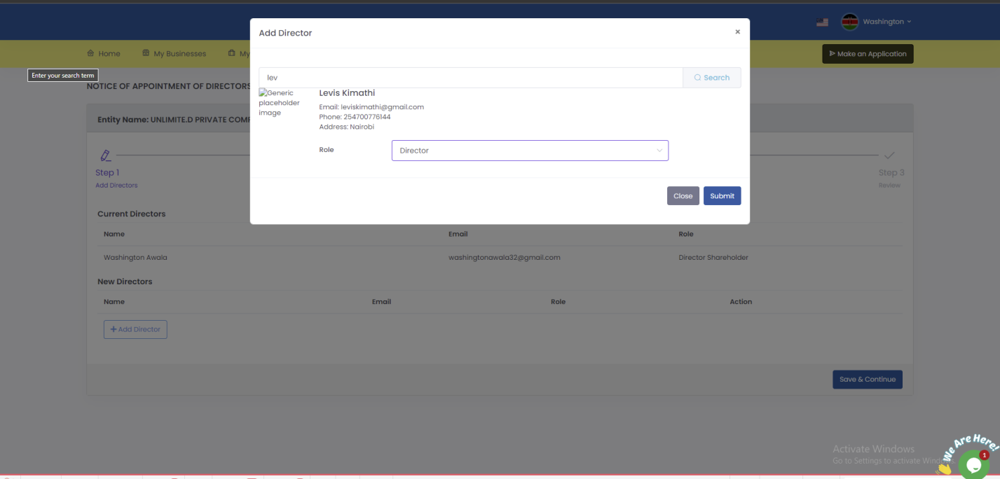 Add Director
×
Washington
Home
My Businesses
My
Make an Application
Enter your search term
lev
Search
NOTICE OF APPOINTMENT OF DIRECTORS
Generic placeholder image
Levis Kimathi
Email: leviskimathi@gmail.com
Phone: 254700776144
Address: Nairobi
Role
Director
Entity Name: UNLIMITE.D PRIVATE COMP
Step 1
Add Directors
Step 3
Review
Close
Submit
Current Directors
Name Email Role
Washington Awala washingtonawala32@gmail.com Director Shareholder
New Directors
Name Email Role Action
+ Add Director
Save & Continue
Activate Windows
Go to Settings to activate Windows.
We Are Here!
1